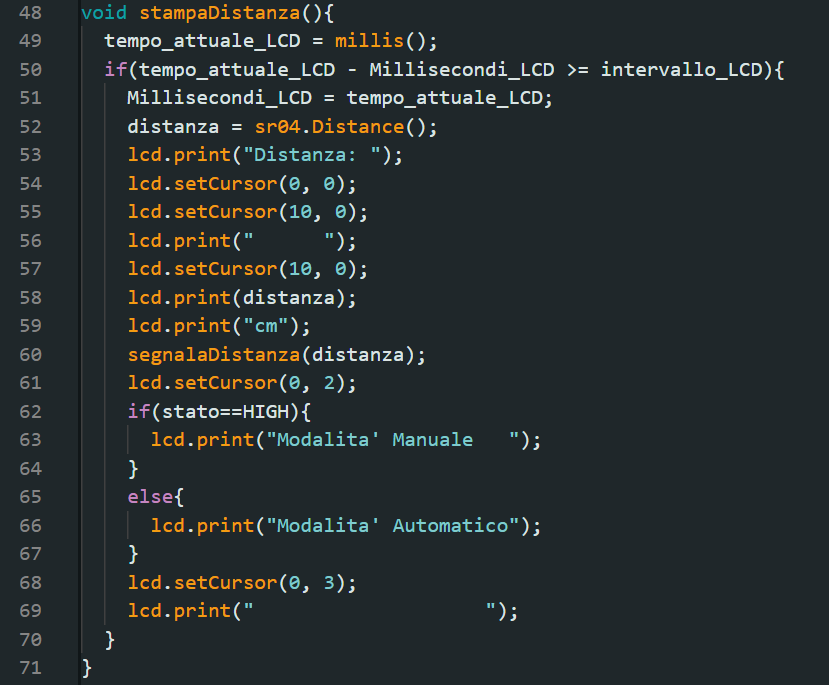 48 void stampaDistanza(){
49   tempo_attuale_LCD = millis();
50   if(tempo_attuale_LCD - Millisecondi_LCD >= intervallo_LCD){
51     Millisecondi_LCD = tempo_attuale_LCD;
52     distanza = sr04.Distance();
53     lcd.print("Distanza: ");
54     lcd.setCursor(0, 0);
55     lcd.setCursor(10, 0);
56     lcd.print("      ");
57     lcd.setCursor(10, 0);
58     lcd.print(distanza);
59     lcd.print("cm");
60     segnalaDistanza(distanza);
61     lcd.setCursor(0, 2);
62     if(stato==HIGH){
63       lcd.print("Modalita' Manuale   ");
64     }
65     else{
66       lcd.print("Modalita' Automatico");
67     }
68     lcd.setCursor(0, 3);
69     lcd.print("                    ");
70   }
71 }